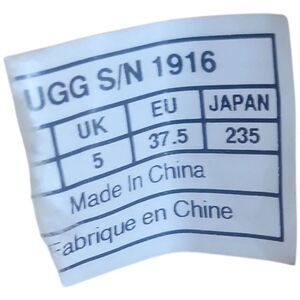 UGG S/N 1916
UK EU JAPAN
5 37.5 235
Made In China
Fabrique en Chine